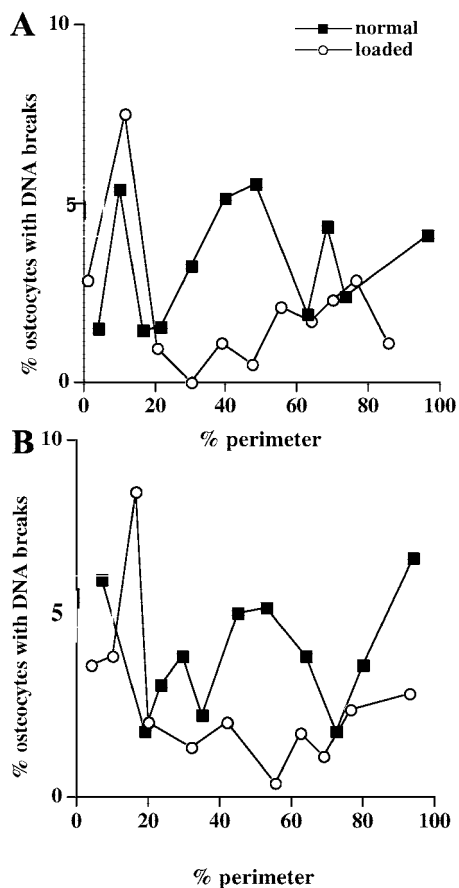 A
10
normal
loaded
% ostcocytes with DNA breaks
5
0
0 20 40 60 80 100
% perimeter
B
10
% osteocytes with DNA breaks
5
0
0 20 40 60 80 100
% perimeter